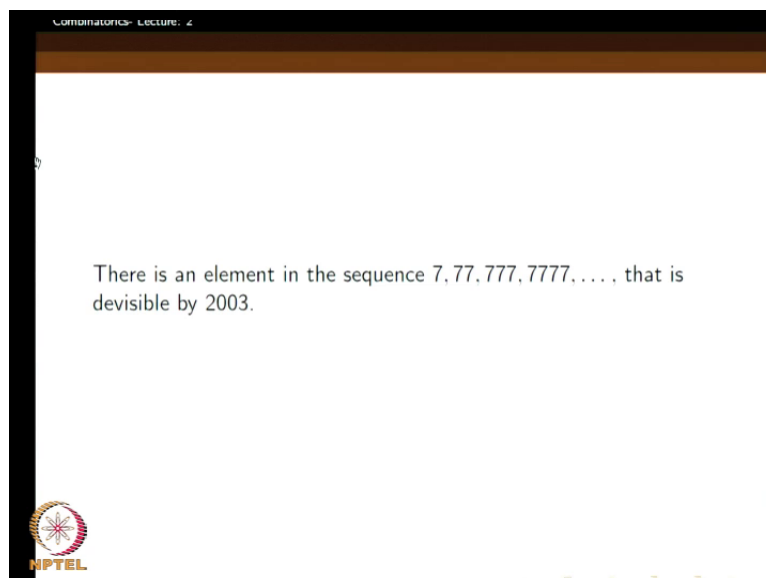 Combinatorics- Lecture: 2
There is an element in the sequence 7, 77, 777, 7777, . . . , that is
devisible by 2003.
NPTEL